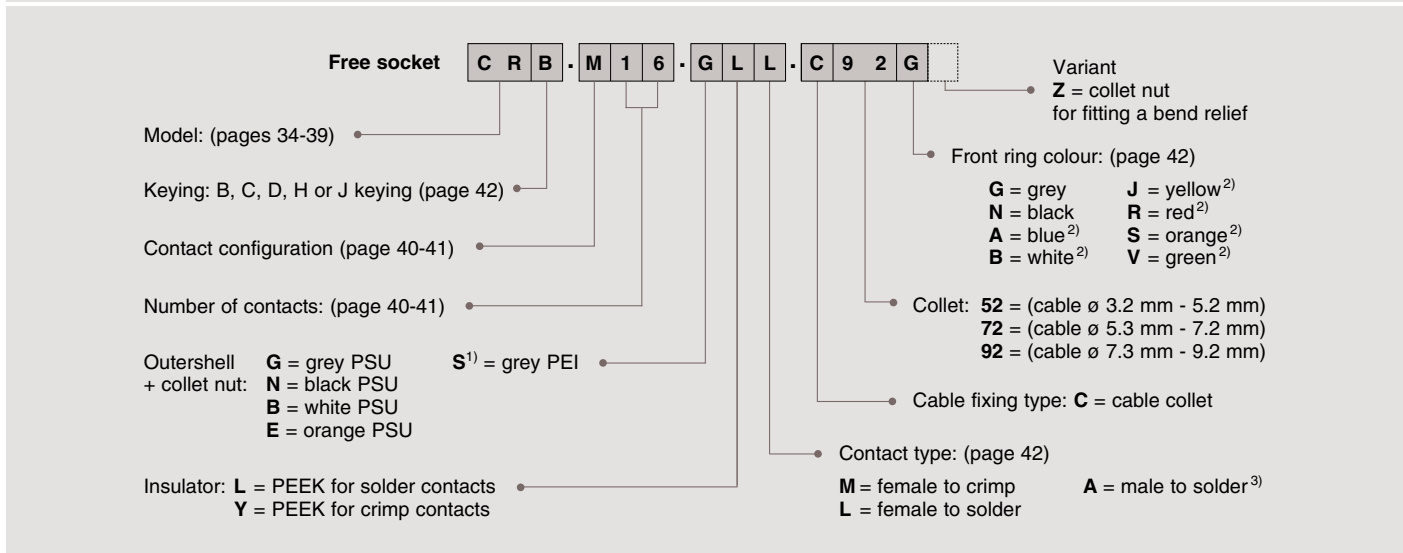 Free socket C R B . M 1 6 . G L L . C 9 2 G
Variant
Z = collet nut
for fitting a bend relief
Model: (pages 34-39)
Front ring colour: (page 42)
G = grey J = yellow 2)
N = black R = red 2)
A = blue 2) S = orange 2)
B = white 2) V = green 2)
Keying: B, C, D, H or J keying (page 42)
Contact configuration (page 40-41)
Number of contacts: (page 40-41)
Collet: 52 = (cable ø 3.2 mm - 5.2 mm)
72 = (cable ø 5.3 mm - 7.2 mm)
92 = (cable ø 7.3 mm - 9.2 mm)
Outershell G = grey PSU S 1) = grey PEI
+ collet nut: N = black PSU
B = white PSU
E = orange PSU
Cable fixing type: C = cable collet
Contact type: (page 42)
M = female to crimp A = male to solder 3)
L = female to solder
Insulator: L = PEEK for solder contacts
Y = PEEK for crimp contacts